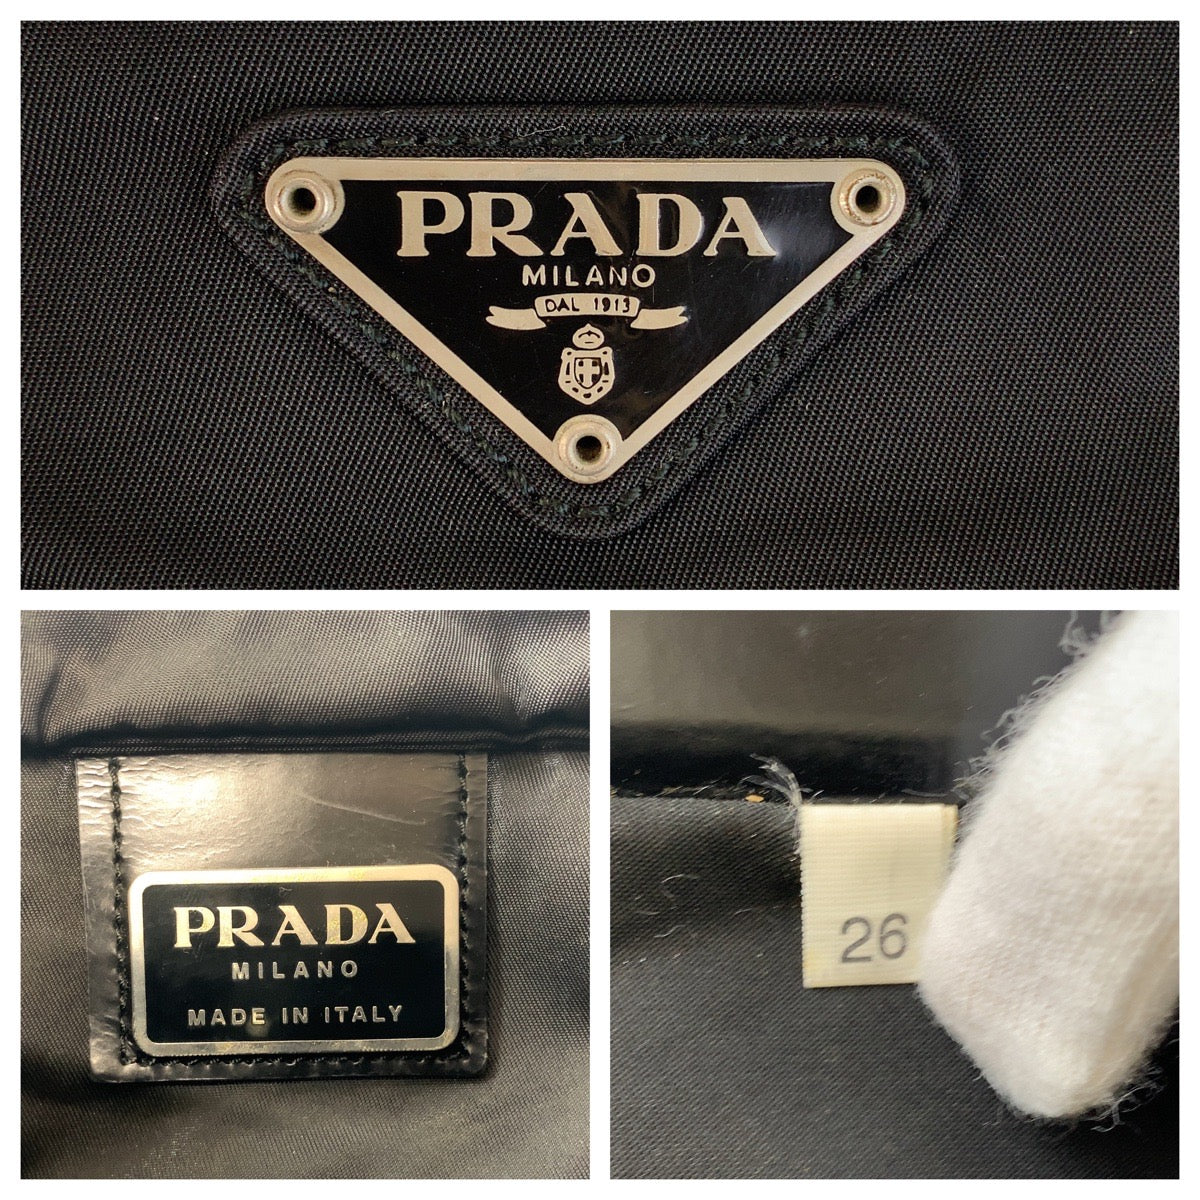 PRADA
MILANO
DAL 1913
PRADA
MILANO
MADE IN ITALY
26